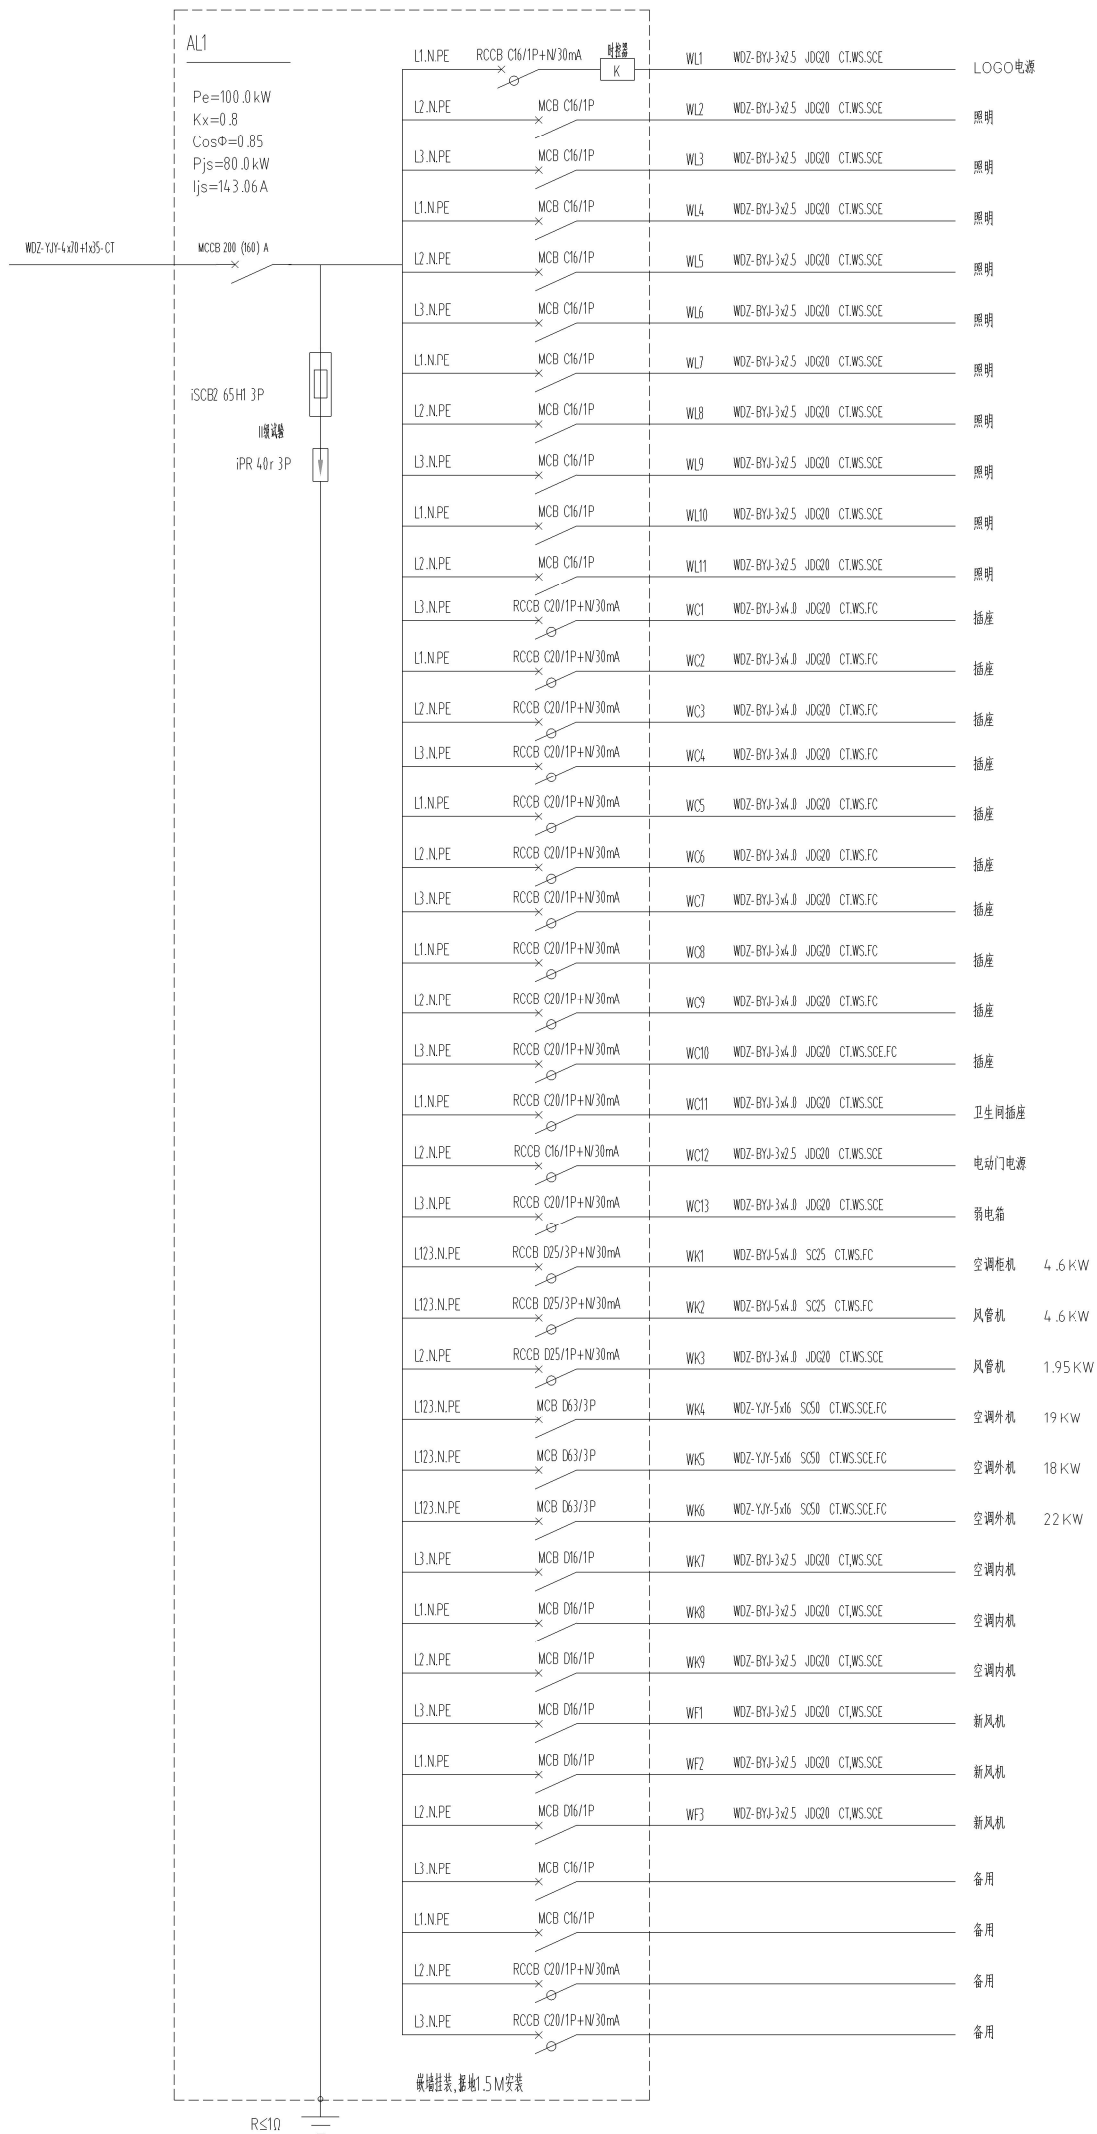 AL1
Pe=100.0kW
Kx=0.8
CosΦ=0.85
Pjs=80.0kW
Ijs=143.06A
WDZ-YJY-4x70+1x35-CT
MCCB 200 (160) A
iSCB2 65H1 3P
II级试验
iPR 40r 3P
时控器
L1.N.PE RCCB C16/1P+N/30mA K WL1 WDZ-BYJ-3x2.5 JDG20 CT.WS.SCE LOGO电源
L2.N.PE MCB C16/1P WL2 WDZ-BYJ-3x2.5 JDG20 CT.WS.SCE 照明
L3.N.PE MCB C16/1P WL3 WDZ-BYJ-3x2.5 JDG20 CT.WS.SCE 照明
L1.N.PE MCB C16/1P WL4 WDZ-BYJ-3x2.5 JDG20 CT.WS.SCE 照明
L2.N.PE MCB C16/1P WL5 WDZ-BYJ-3x2.5 JDG20 CT.WS.SCE 照明
L3.N.PE MCB C16/1P WL6 WDZ-BYJ-3x2.5 JDG20 CT.WS.SCE 照明
L1.N.PE MCB C16/1P WL7 WDZ-BYJ-3x2.5 JDG20 CT.WS.SCE 照明
L2.N.PE MCB C16/1P WL8 WDZ-BYJ-3x2.5 JDG20 CT.WS.SCE 照明
L3.N.PE MCB C16/1P WL9 WDZ-BYJ-3x2.5 JDG20 CT.WS.SCE 照明
L1.N.PE MCB C16/1P WL10 WDZ-BYJ-3x2.5 JDG20 CT.WS.SCE 照明
L2.N.PE MCB C16/1P WL11 WDZ-BYJ-3x2.5 JDG20 CT.WS.SCE 照明
L3.N.PE RCCB C20/1P+N/30mA WC1 WDZ-BYJ-3x4.0 JDG20 CT.WS.FC 插座
L1.N.PE RCCB C20/1P+N/30mA WC2 WDZ-BYJ-3x4.0 JDG20 CT.WS.FC 插座
L2.N.PE RCCB C20/1P+N/30mA WC3 WDZ-BYJ-3x4.0 JDG20 CT.WS.FC 插座
L3.N.PE RCCB C20/1P+N/30mA WC4 WDZ-BYJ-3x4.0 JDG20 CT.WS.FC 插座
L1.N.PE RCCB C20/1P+N/30mA WC5 WDZ-BYJ-3x4.0 JDG20 CT.WS.FC 插座
L2.N.PE RCCB C20/1P+N/30mA WC6 WDZ-BYJ-3x4.0 JDG20 CT.WS.FC 插座
L3.N.PE RCCB C20/1P+N/30mA WC7 WDZ-BYJ-3x4.0 JDG20 CT.WS.FC 插座
L1.N.PE RCCB C20/1P+N/30mA WC8 WDZ-BYJ-3x4.0 JDG20 CT.WS.FC 插座
L2.N.PE RCCB C20/1P+N/30mA WC9 WDZ-BYJ-3x4.0 JDG20 CT.WS.FC 插座
L3.N.PE RCCB C20/1P+N/30mA WC10 WDZ-BYJ-3x4.0 JDG20 CT.WS.SCE.FC 插座
L1.N.PE RCCB C20/1P+N/30mA WC11 WDZ-BYJ-3x4.0 JDG20 CT.WS.SCE 卫生间插座
L2.N.PE RCCB C16/1P+N/30mA WC12 WDZ-BYJ-3x2.5 JDG20 CT.WS.SCE 电动门电源
L3.N.PE RCCB C20/1P+N/30mA WC13 WDZ-BYJ-3x4.0 JDG20 CT.WS.SCE 弱电箱
L123.N.PE RCCB D25/3P+N/30mA WK1 WDZ-BYJ-5x4.0 SC25 CT.WS.FC 空调柜机 4.6KW
L123.N.PE RCCB D25/3P+N/30mA WK2 WDZ-BYJ-5x4.0 SC25 CT.WS.FC 风管机 4.6KW
L2.N.PE RCCB D25/1P+N/30mA WK3 WDZ-BYJ-3x4.0 JDG20 CT.WS.SCE 风管机 1.95KW
L123.N.PE MCB D63/3P WK4 WDZ-YJY-5x16 SC50 CT.WS.SCE.FC 空调外机 19KW
L123.N.PE MCB D63/3P WK5 WDZ-YJY-5x16 SC50 CT.WS.SCE.FC 空调外机 18KW
L123.N.PE MCB D63/3P WK6 WDZ-YJY-5x16 SC50 CT.WS.SCE.FC 空调外机 22KW
L3.N.PE MCB D16/1P WK7 WDZ-BYJ-3x2.5 JDG20 CT,WS.SCE 空调内机
L1.N.PE MCB D16/1P WK8 WDZ-BYJ-3x2.5 JDG20 CT,WS.SCE 空调内机
L2.N.PE MCB D16/1P WK9 WDZ-BYJ-3x2.5 JDG20 CT,WS.SCE 空调内机
L3.N.PE MCB D16/1P WF1 WDZ-BYJ-3x2.5 JDG20 CT,WS.SCE 新风机
L1.N.PE MCB D16/1P WF2 WDZ-BYJ-3x2.5 JDG20 CT,WS.SCE 新风机
L2.N.PE MCB D16/1P WF3 WDZ-BYJ-3x2.5 JDG20 CT,WS.SCE 新风机
L3.N.PE MCB C16/1P 备用
L1.N.PE MCB C16/1P 备用
L2.N.PE RCCB C20/1P+N/30mA 备用
L3.N.PE RCCB C20/1P+N/30mA 备用
嵌墙挂装,据地1.5M安装
R≤1Ω